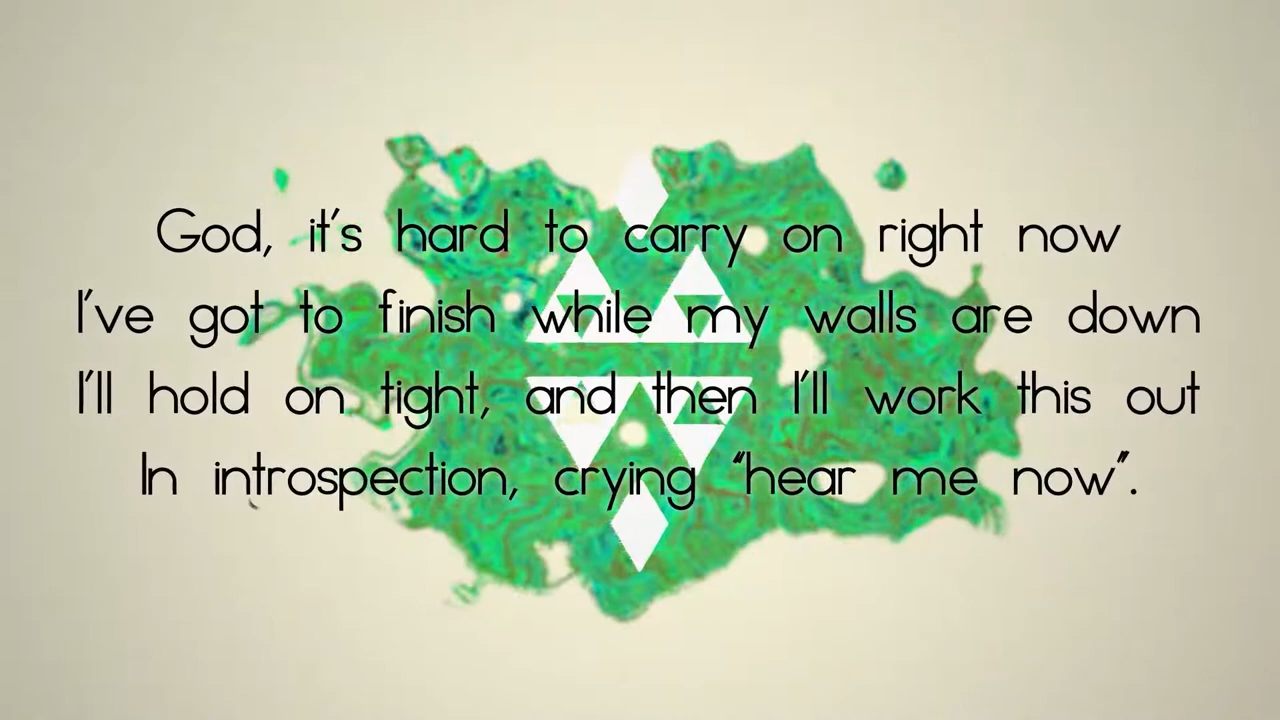 God, it's hard to carry on right now
I've got to finish while my walls are down
I'll hold on tight, and then I'll work this out
In introspection, crying “hear me now”.